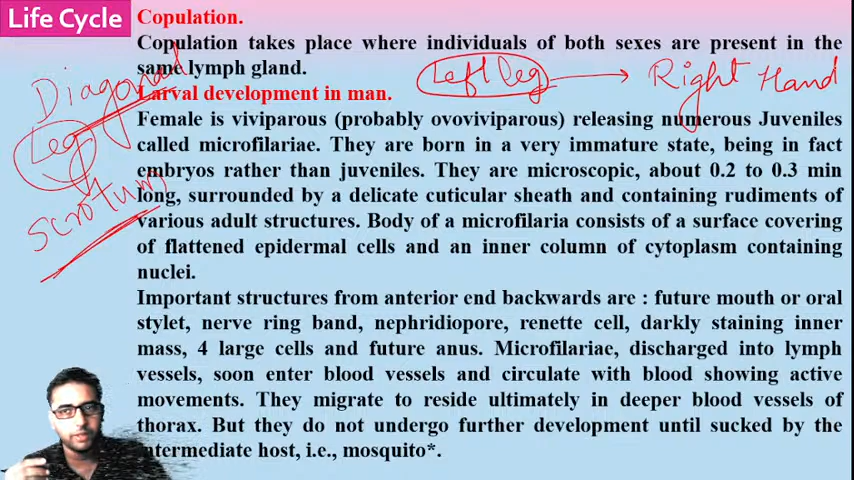 Life Cycle
Copulation.
Copulation takes place where individuals of both sexes are present in the
same lymph gland.
Left leg → Right Hand
Diagonal
Larval development in man.
Female is viviparous (probably ovoviviparous) releasing numerous Juveniles
Leg
called microfilariae. They are born in a very immature state, being in fact
embryos rather than juveniles. They are microscopic, about 0.2 to 0.3 min
Scrotum
long, surrounded by a delicate cuticular sheath and containing rudiments of
various adult structures. Body of a microfilaria consists of a surface covering
of flattened epidermal cells and an inner column of cytoplasm containing
nuclei.
Important structures from anterior end backwards are : future mouth or oral
stylet, nerve ring band, nephridiopore, renette cell, darkly staining inner
mass, 4 large cells and future anus. Microfilariae, discharged into lymph
vessels, soon enter blood vessels and circulate with blood showing active
movements. They migrate to reside ultimately in deeper blood vessels of
thorax. But they do not undergo further development until sucked by the
intermediate host, i.e., mosquito*.